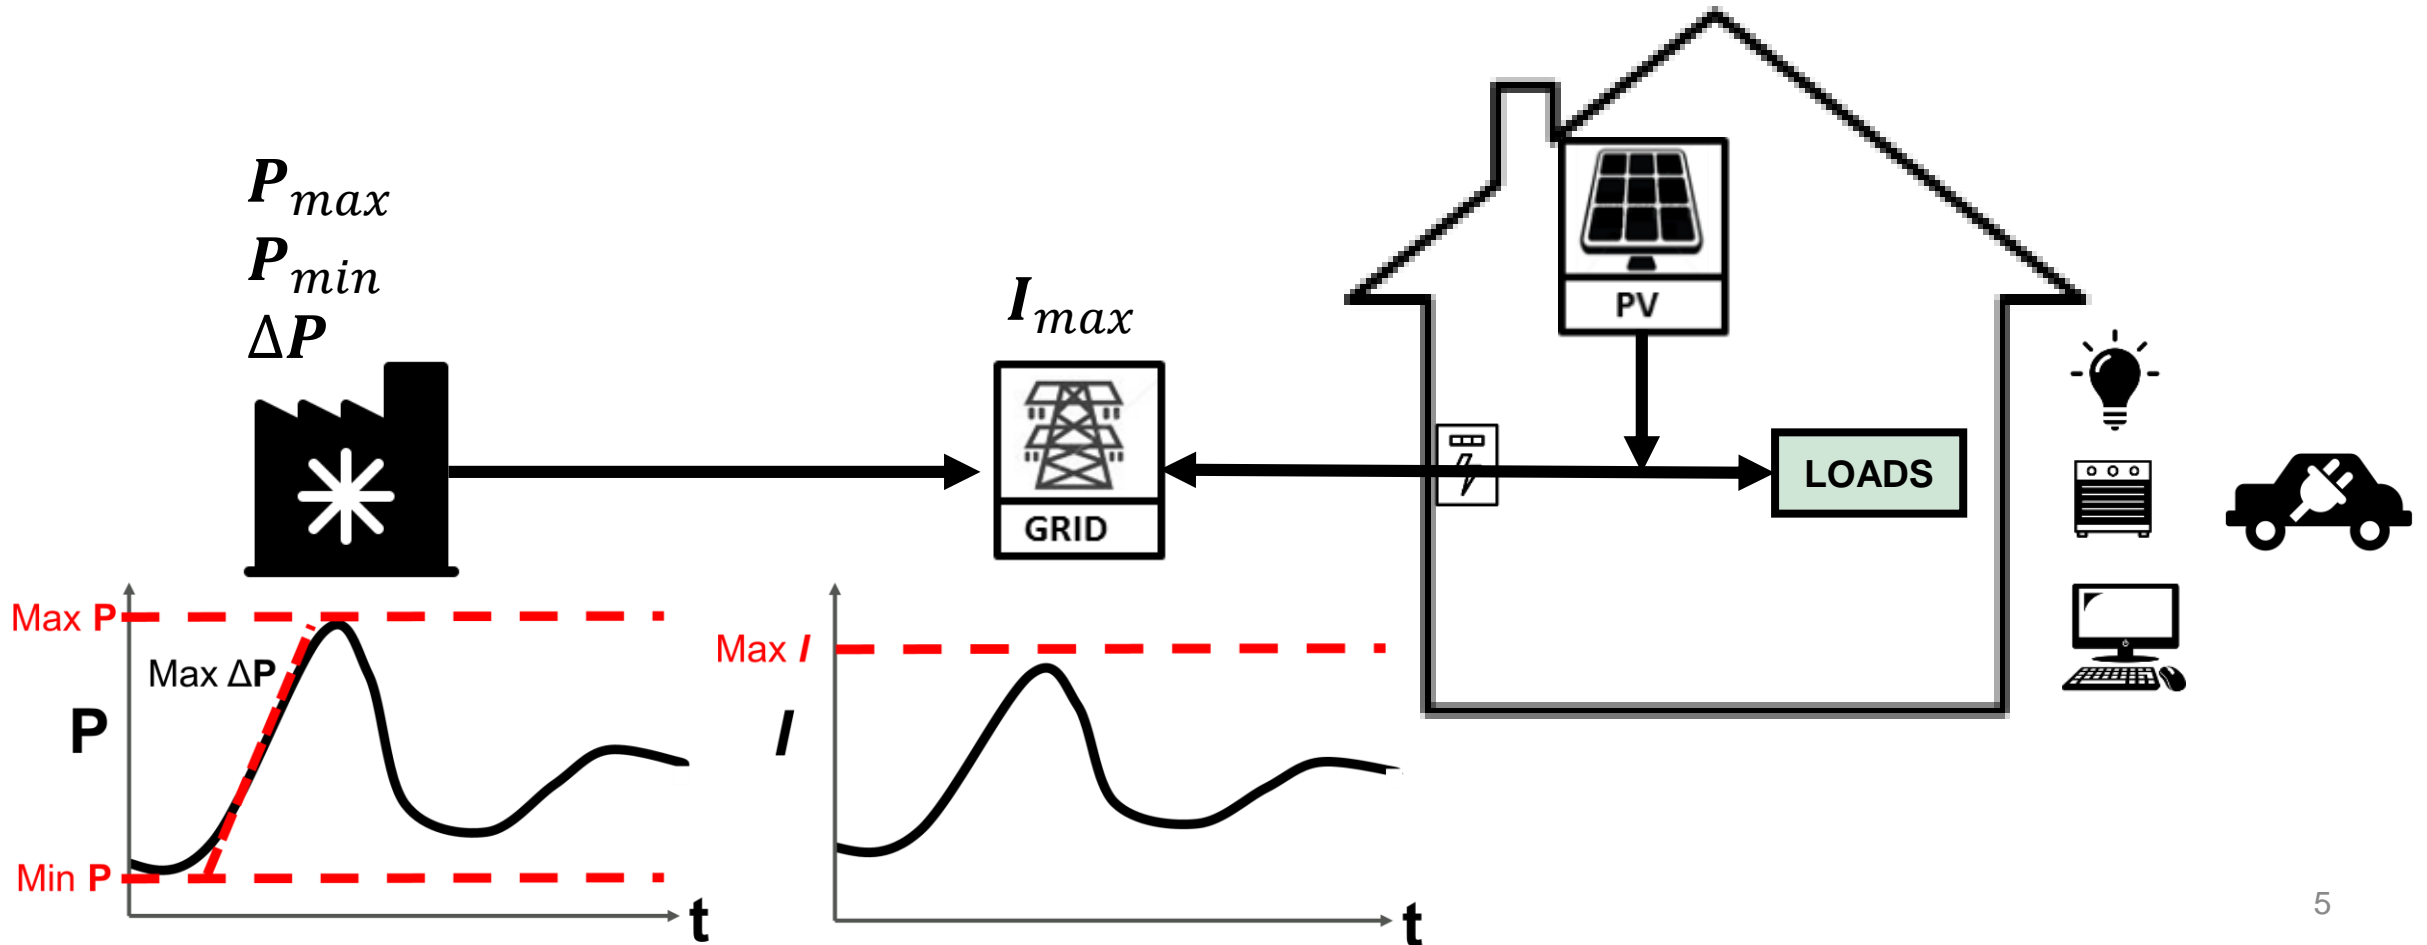 P_max
P_min
ΔP
I_max
PV
GRID
LOADS
Max P
Max ΔP
P
Min P
t
Max I
I
t
5